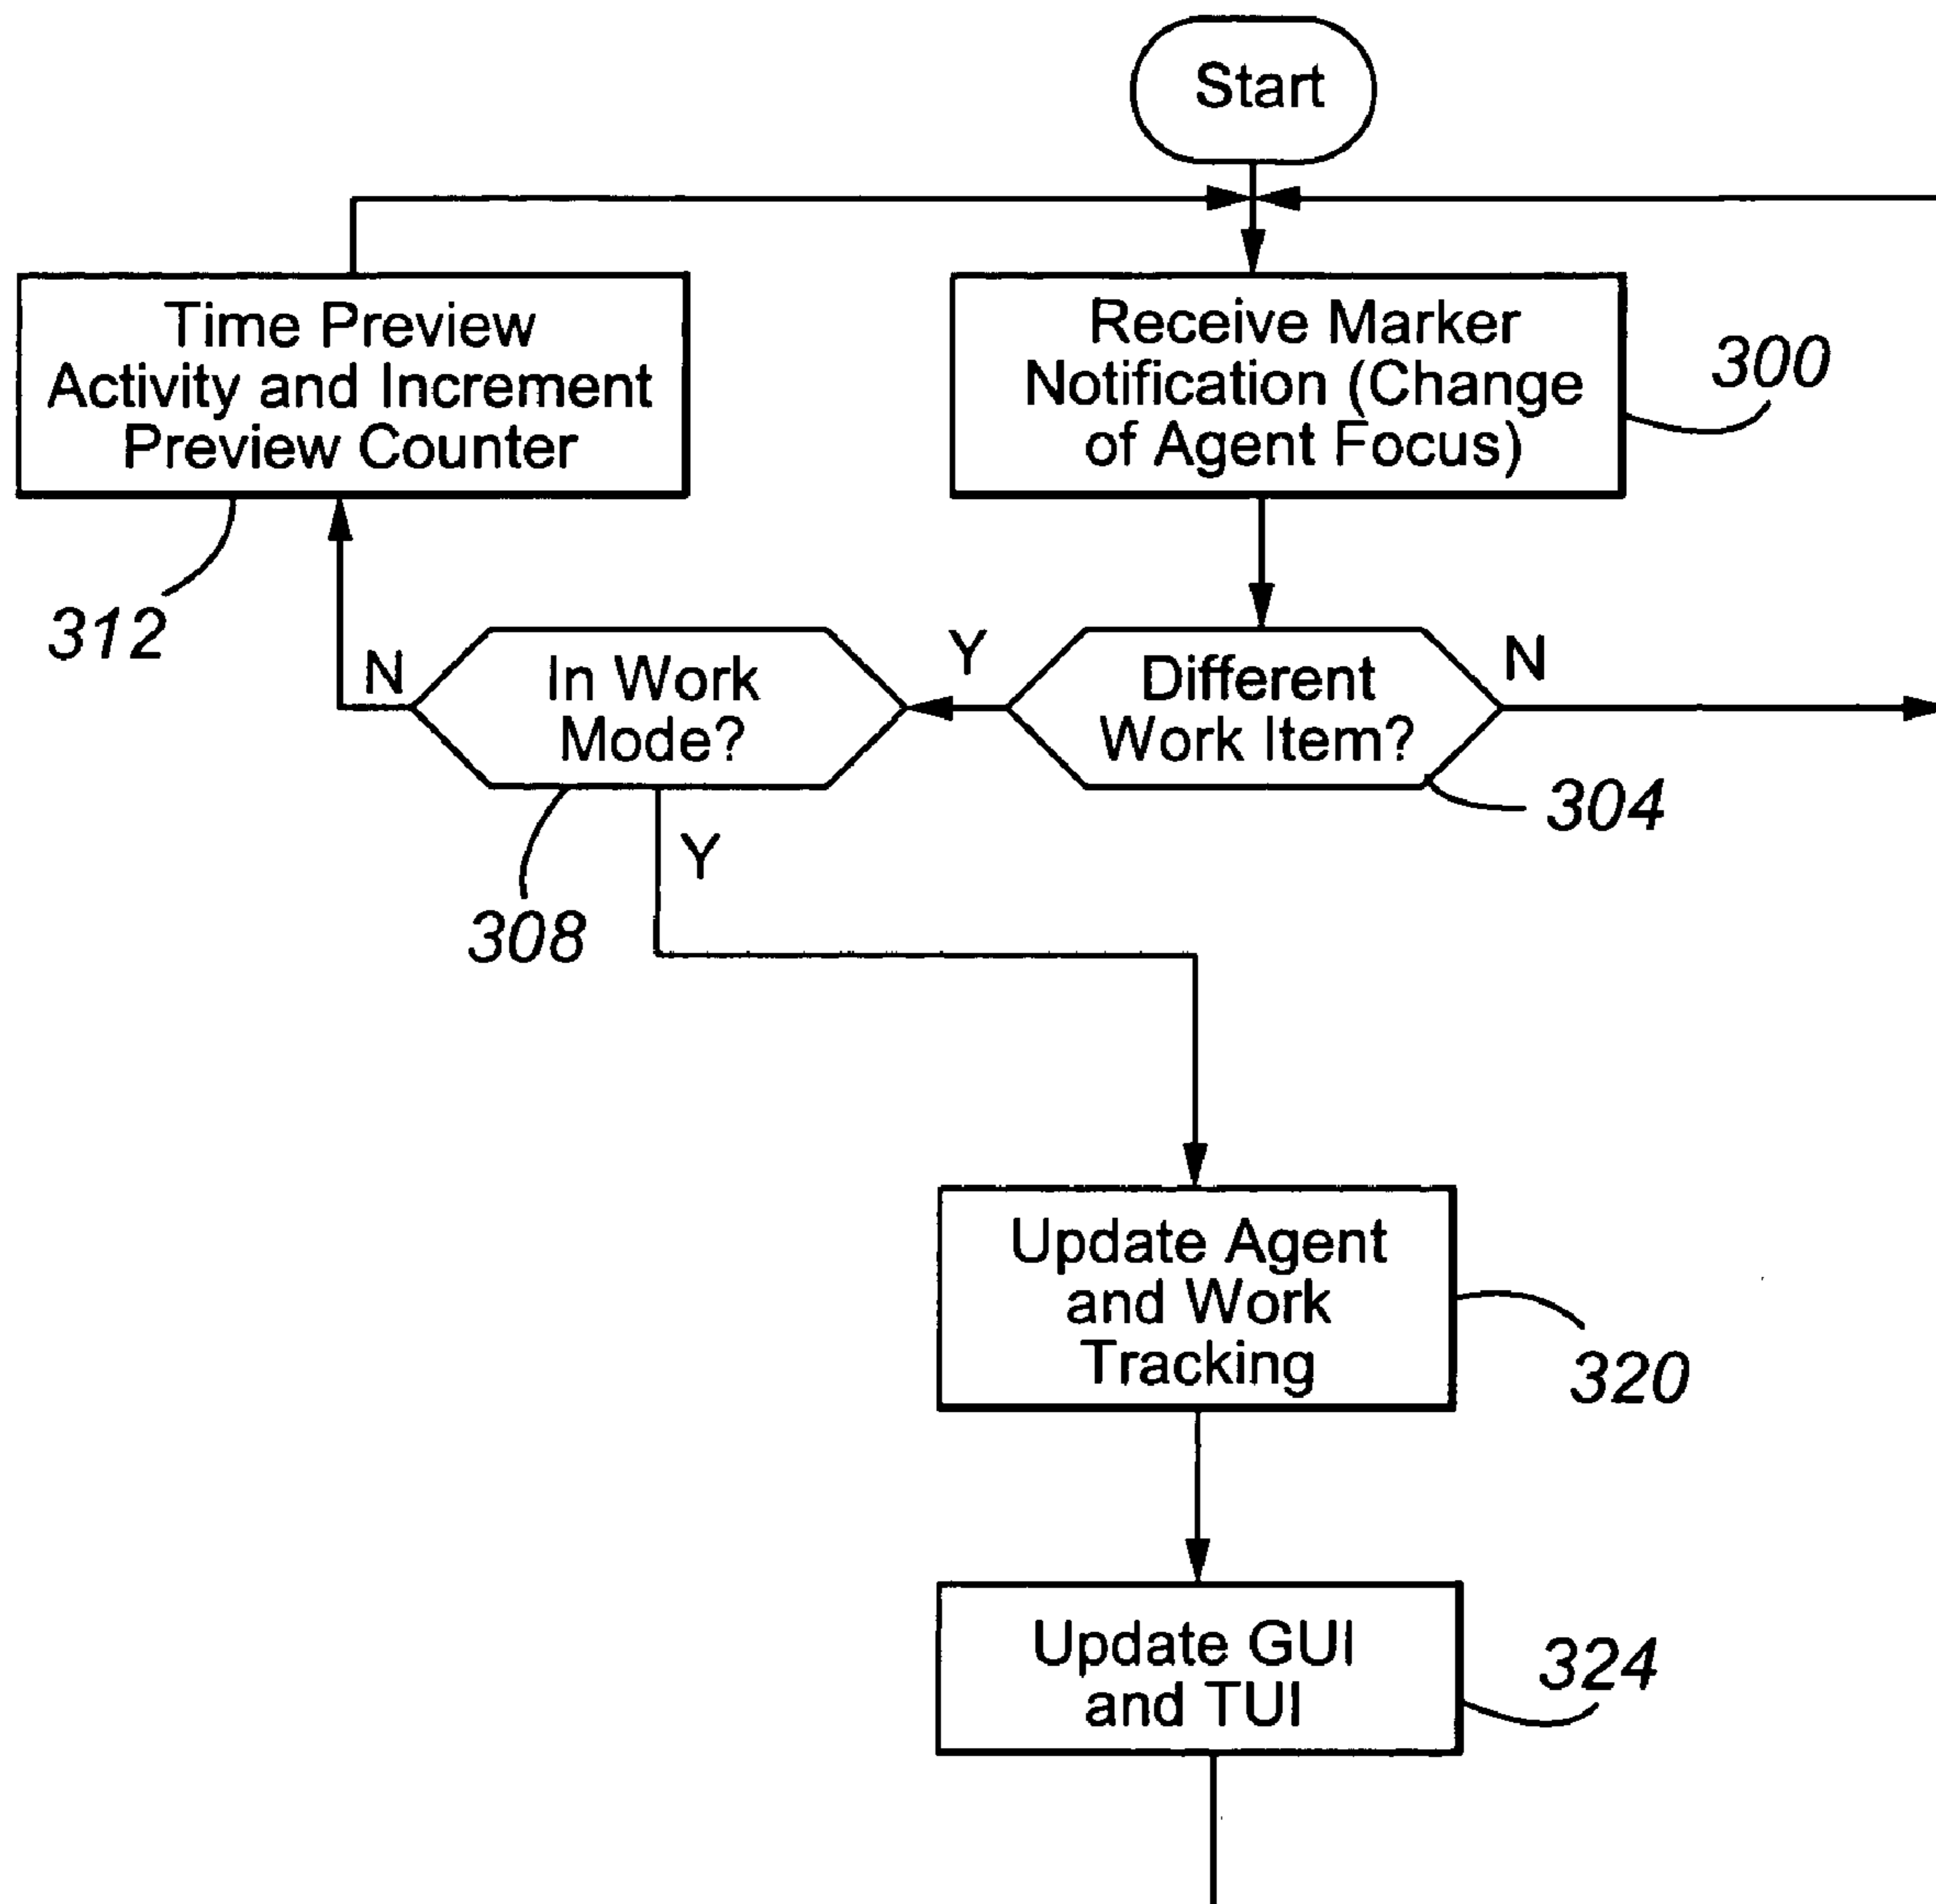 Start
Time Preview
Activity and Increment
Preview Counter
Receive Marker
Notification (Change
of Agent Focus)
300
312
N
In Work
Mode?
Y
Different
Work Item?
N
304
Y
308
Update Agent
and Work
Tracking
320
Update GUI
and TUI
324